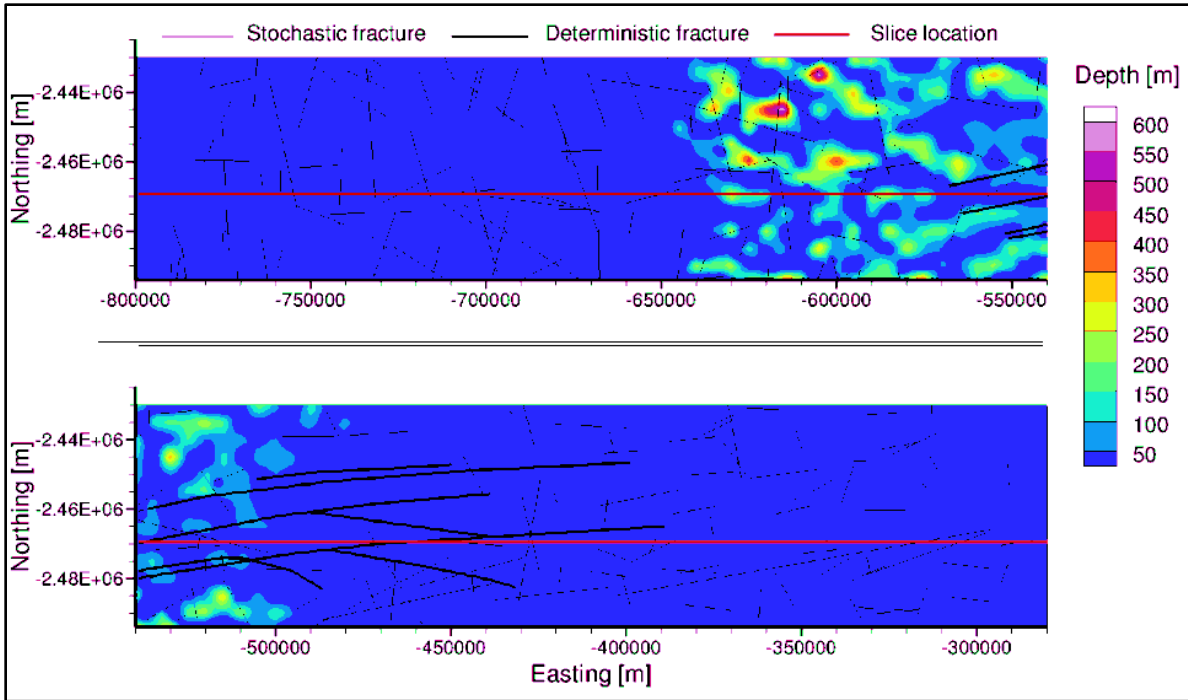 Stochastic fracture Deterministic fracture Slice location
Depth [m]
600
550
500
450
400
350
300
250
200
150
100
50
Northing [m]
-2.44E+06
-2.46E+06
-2.48E+06
-800000 -750000 -700000 -650000 -600000 -550000
Northing [m]
-2.44E+06
-2.46E+06
-2.48E+06
-500000 -450000 -400000 -350000 -300000
Easting [m]